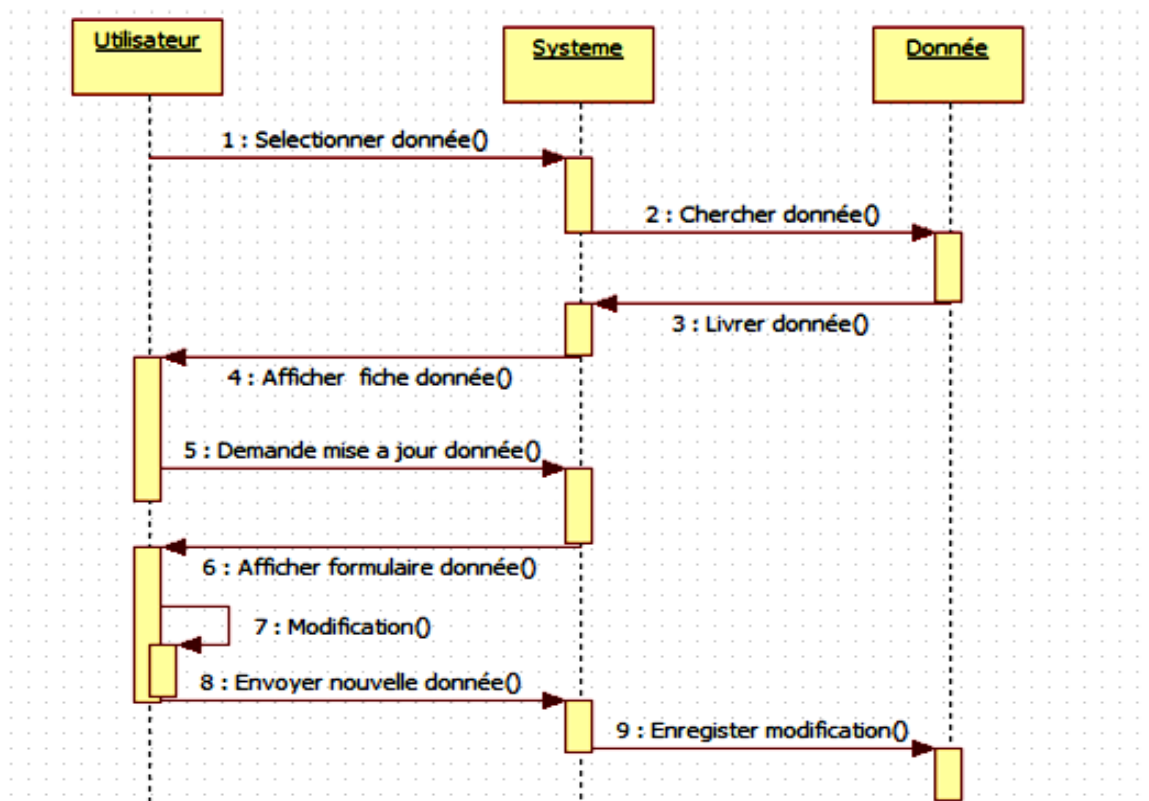 Utilisateur
Systeme
Donnée
1 : Selectionner donnée()
2 : Chercher donnée()
3 : Livrer donnée()
4 : Afficher  fiche donnée()
5 : Demande mise a jour donnée()
6 : Afficher formulaire donnée()
7 : Modification()
8 : Envoyer nouvelle donnée()
9 : Enregister modification()